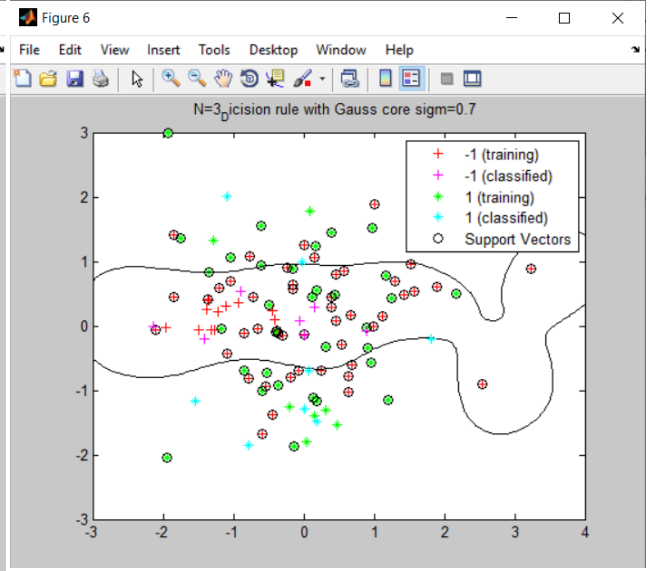 Figure 6
File Edit View Insert Tools Desktop Window Help
N=3Dicision rule with Gauss core sigm=0.7
3
2
1
0
-1
-2
-3
-3 -2 -1 0 1 2 3 4
-1 (training)
-1 (classified)
1 (training)
1 (classified)
Support Vectors